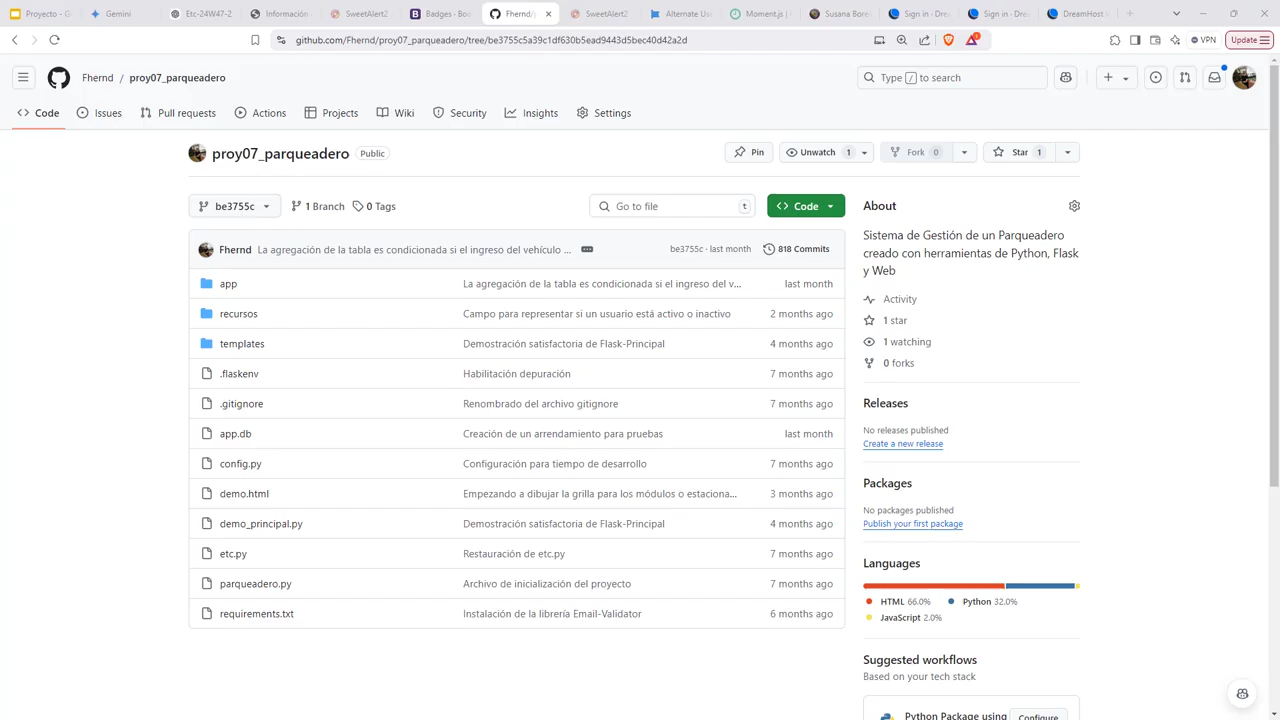 Proyecto - G
Gemini
Etc-24W47-2
Información
SweetAlert2
Badges - Boo
Fhernd/p
SweetAlert2
Alternate Use
Moment.js |
Susana Bore
Sign in - Dre
Sign in - Dre
DreamHost V
github.com/Fhernd/proy07_parqueadero/tree/be3755c5a39c1df630b5ead9443d5bec40d42a2d
VPN
Update
Fhernd / proy07_parqueadero
Type / to search
Code
Issues
Pull requests
Actions
Projects
Wiki
Security
Insights
Settings
proy07_parqueadero Public
Pin
Unwatch 1
Fork 0
Star 1
be3755c
1 Branch
0 Tags
Go to file t
Code
Fhernd La agregación de la tabla es condicionada si el ingreso del vehículo ...
be3755c · last month
818 Commits
app La agregación de la tabla es condicionada si el ingreso del v... last month
recursos Campo para representar si un usuario está activo o inactivo 2 months ago
templates Demostración satisfactoria de Flask-Principal 4 months ago
.flaskenv Habilitación depuración 7 months ago
.gitignore Renombrado del archivo gitignore 7 months ago
app.db Creación de un arrendamiento para pruebas last month
config.py Configuración para tiempo de desarrollo 7 months ago
demo.html Empezando a dibujar la grilla para los módulos o estaciona... 3 months ago
demo_principal.py Demostración satisfactoria de Flask-Principal 4 months ago
etc.py Restauración de etc.py 7 months ago
parqueadero.py Archivo de inicialización del proyecto 7 months ago
requirements.txt Instalación de la librería Email-Validator 6 months ago
About
Sistema de Gestión de un Parqueadero
creado con herramientas de Python, Flask
y Web
Activity
1 star
1 watching
0 forks
Releases
No releases published
Create a new release
Packages
No packages published
Publish your first package
Languages
HTML 66.0%
Python 32.0%
JavaScript 2.0%
Suggested workflows
Based on your tech stack
Python Package using
Configure